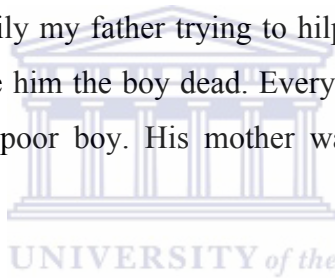 ily my father trying to hilp
e him the boy dead. Every
poor boy. His mother wa
UNIVERSITY of the